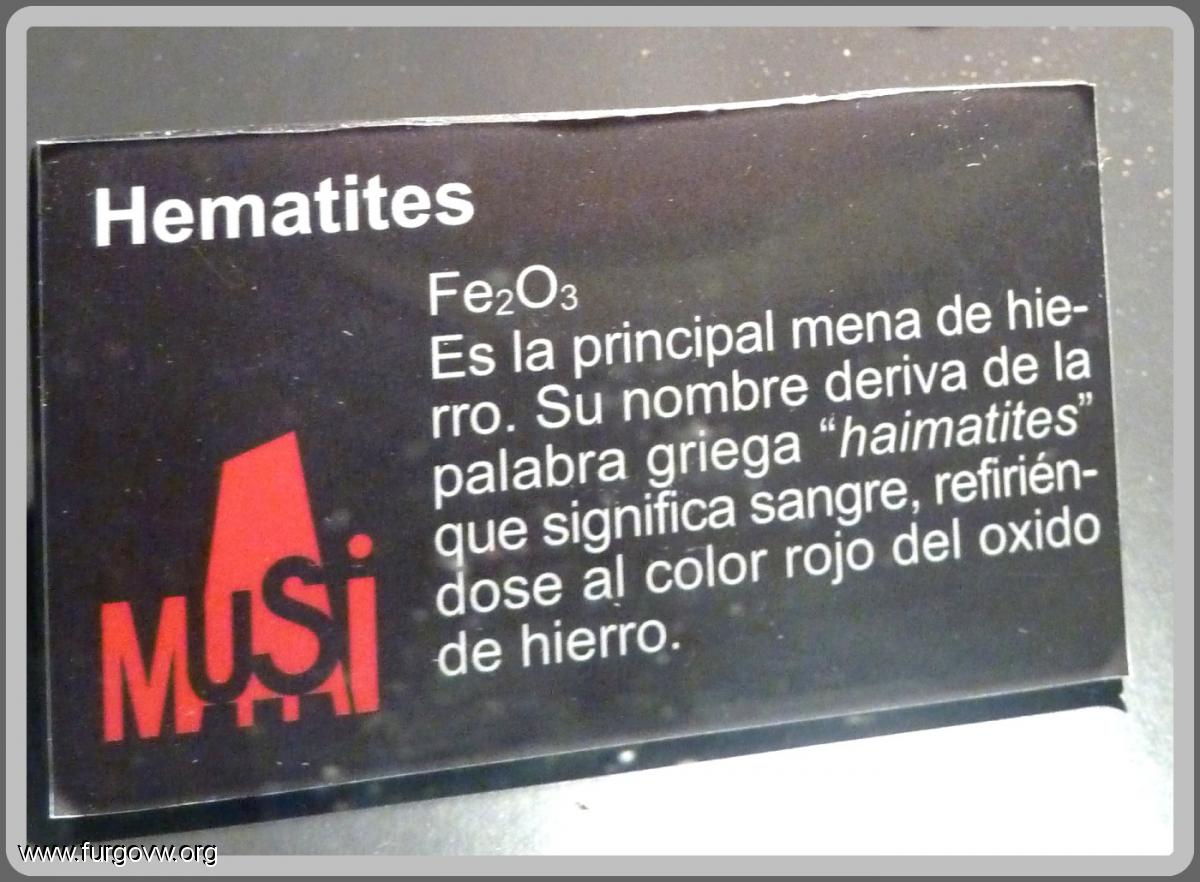 Hematites
Fe₂O₃
Es la principal mena de hie-
rro. Su nombre deriva de la
palabra griega “haimatites”
que significa sangre, refirién-
dose al color rojo del oxido
de hierro.
MUSi
www.furgovw.org